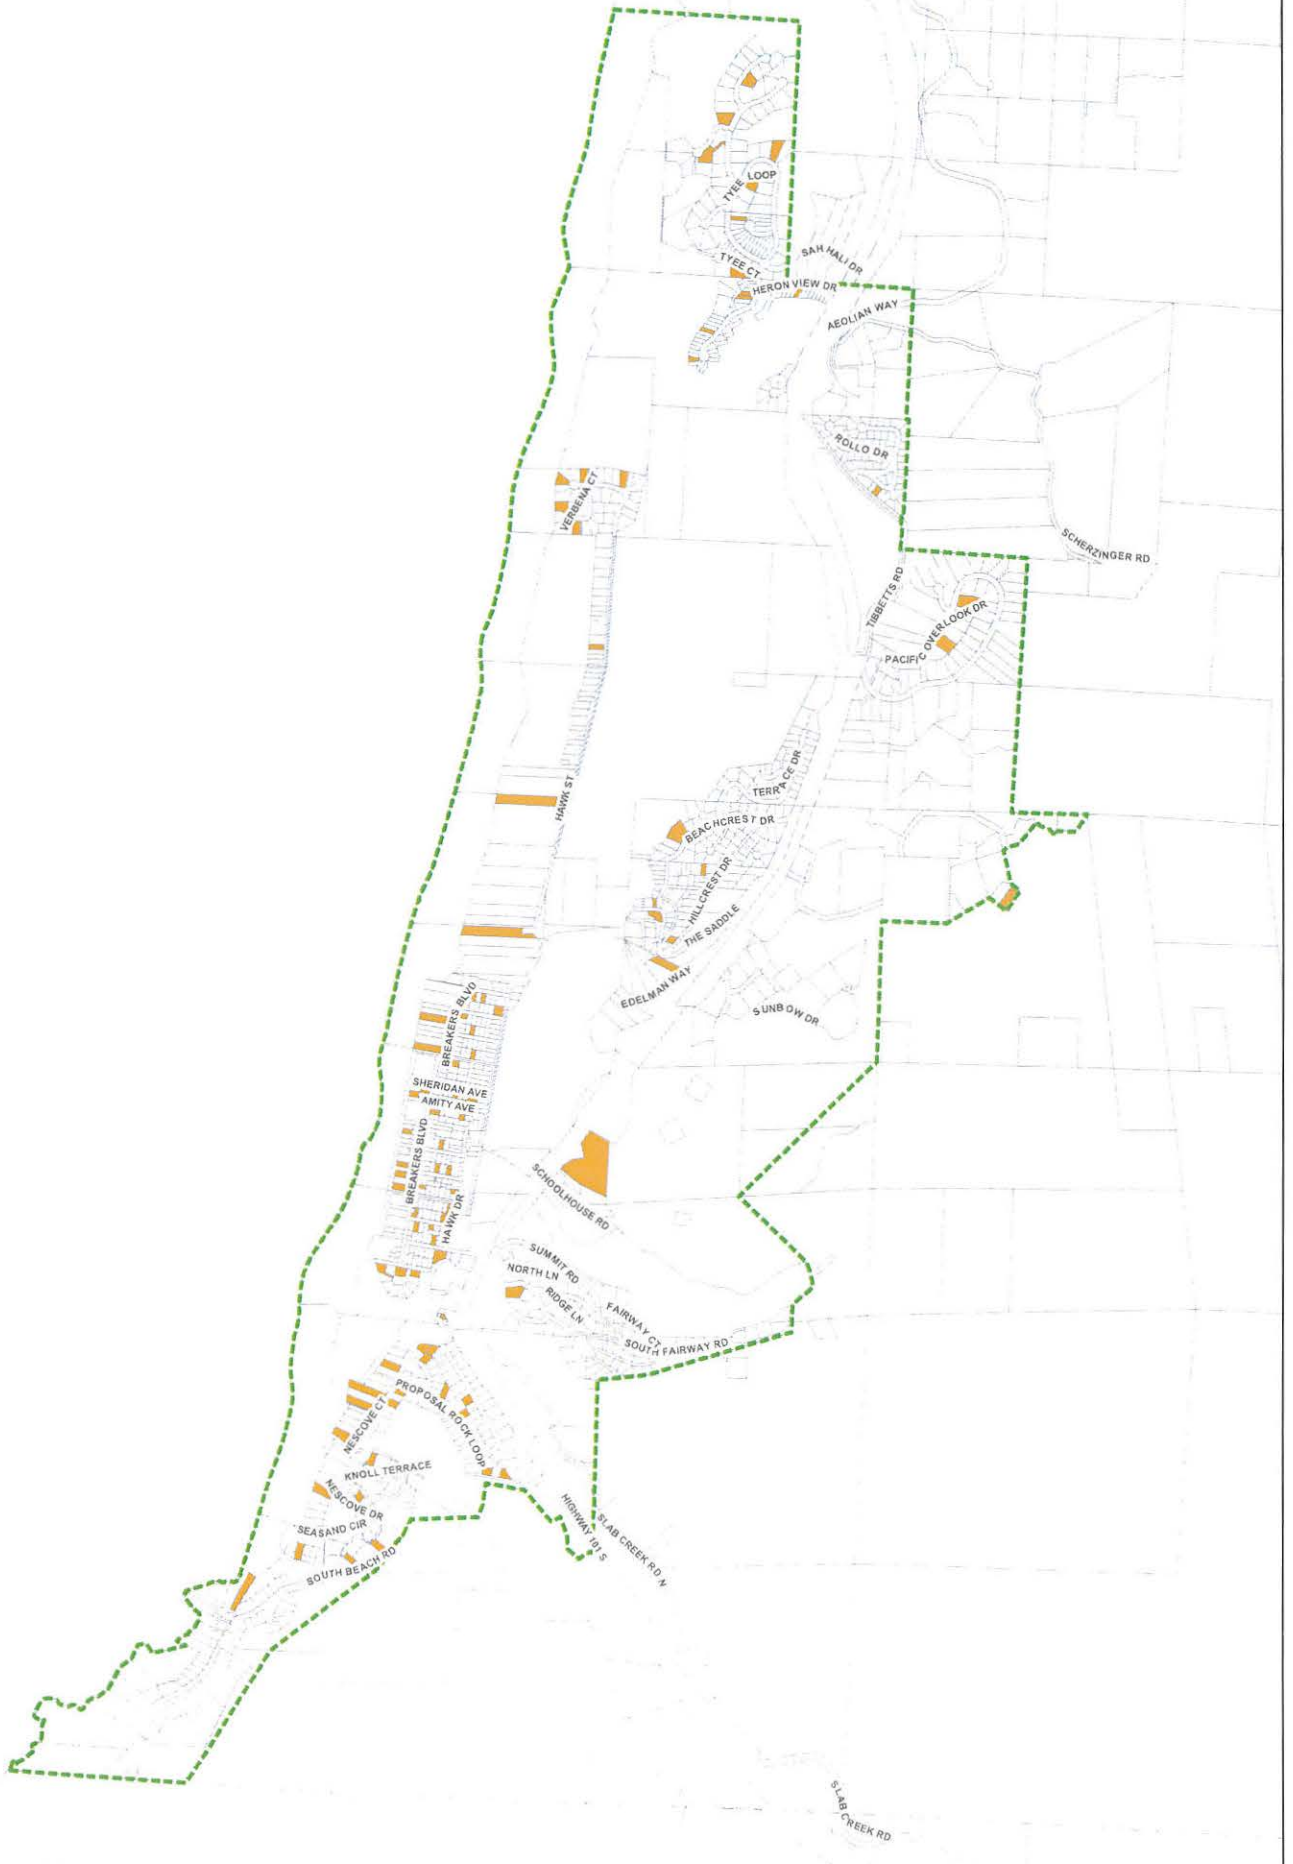 TYEE LOOP
TYEE CT
SAH HALI DR
HERON VIEW DR
AEOLIAN WAY
ROLLO DR
VERBENA CT
SCHERZINGER RD
TIBBETTS RD
PACIFIC OVERLOOK DR
TERRACE DR
HAWK ST
BEACHCREST DR
HILLCREST DR
THE SADDLE
EDELMAN WAY
SUNBOW DR
BREAKERS BLVD
SHERIDAN AVE
AMITY AVE
BREAKERS BLVD
SCHOOLHOUSE RD
HAWK DR
SUMMIT RD
NORTH LN
RIDGE LN
FAIRWAY CT
SOUTH FAIRWAY RD
PROPOSAL ROCK LOOP
NESCOVE CT
KNOLL TERRACE
NESCOVE DR
SEASAND CIR
SOUTH BEACH RD
HIGHWAY 101 S
SLAB CREEK RD N
SLAB CREEK RD